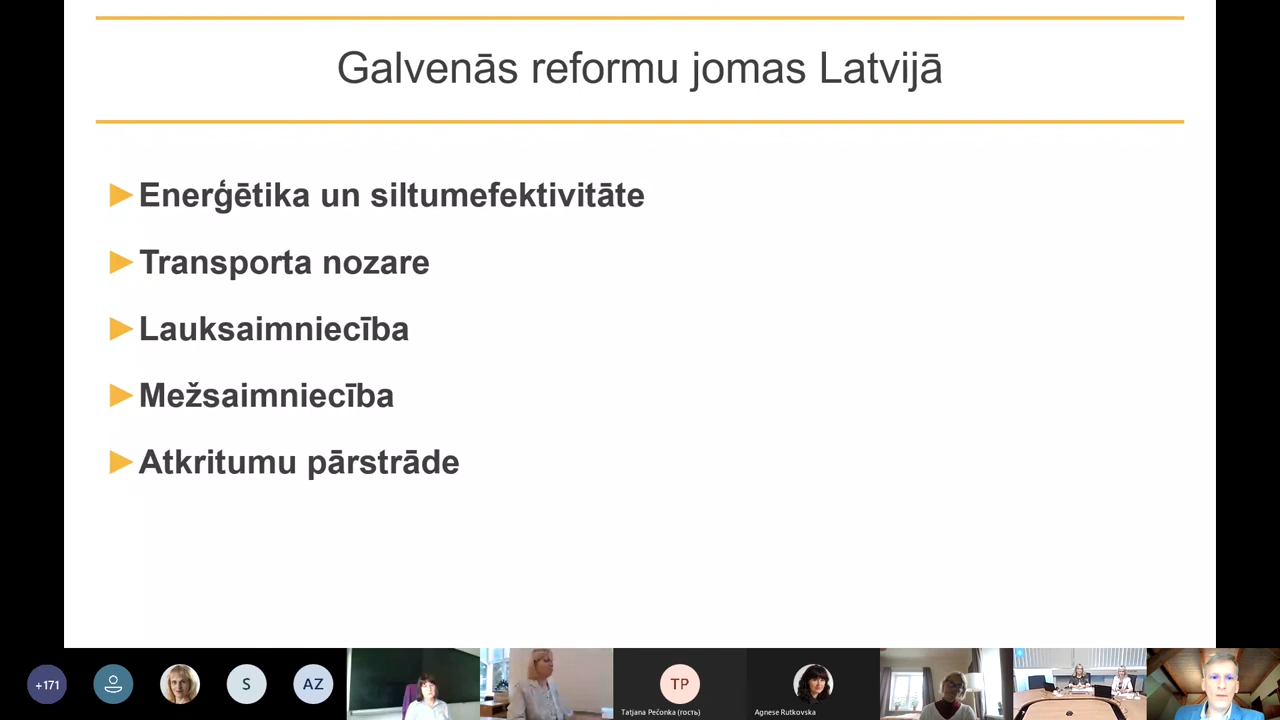 Galvenās reformu jomas Latvijā
Enerģētika un siltumefektivitāte
Transporta nozare
Lauksaimniecība
Mežsaimniecība
Atkritumu pārstrāde
+171
S
AZ
TP
Tatjana Pečonka (гость)
Agnese Rutkovska